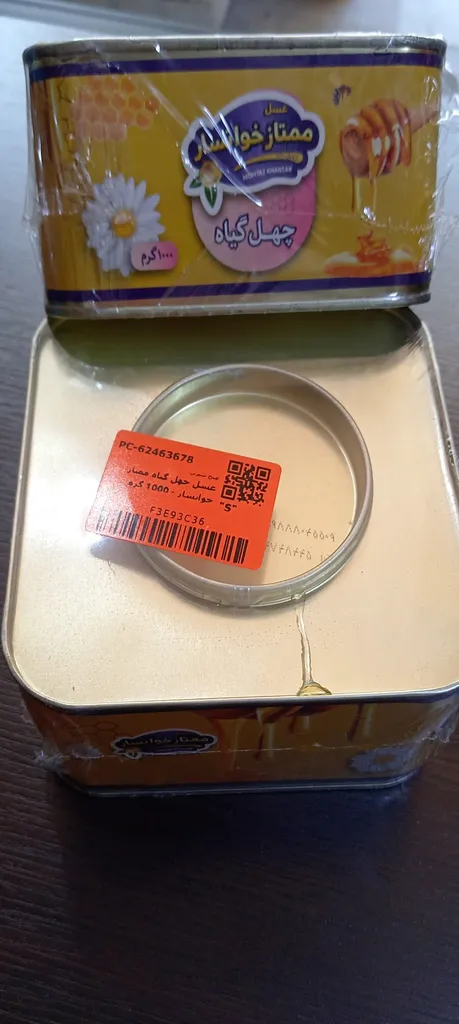 عسل
ممتاز خوانسار
MOMTAZ KHANSAR
چهل گیاه
۱۰۰۰گرم
PC-62463678
عسل چهل گیاه ممتاز
خوانسار - 1000 گرم
"S"
F3E93C36
ممتاز خوانسار